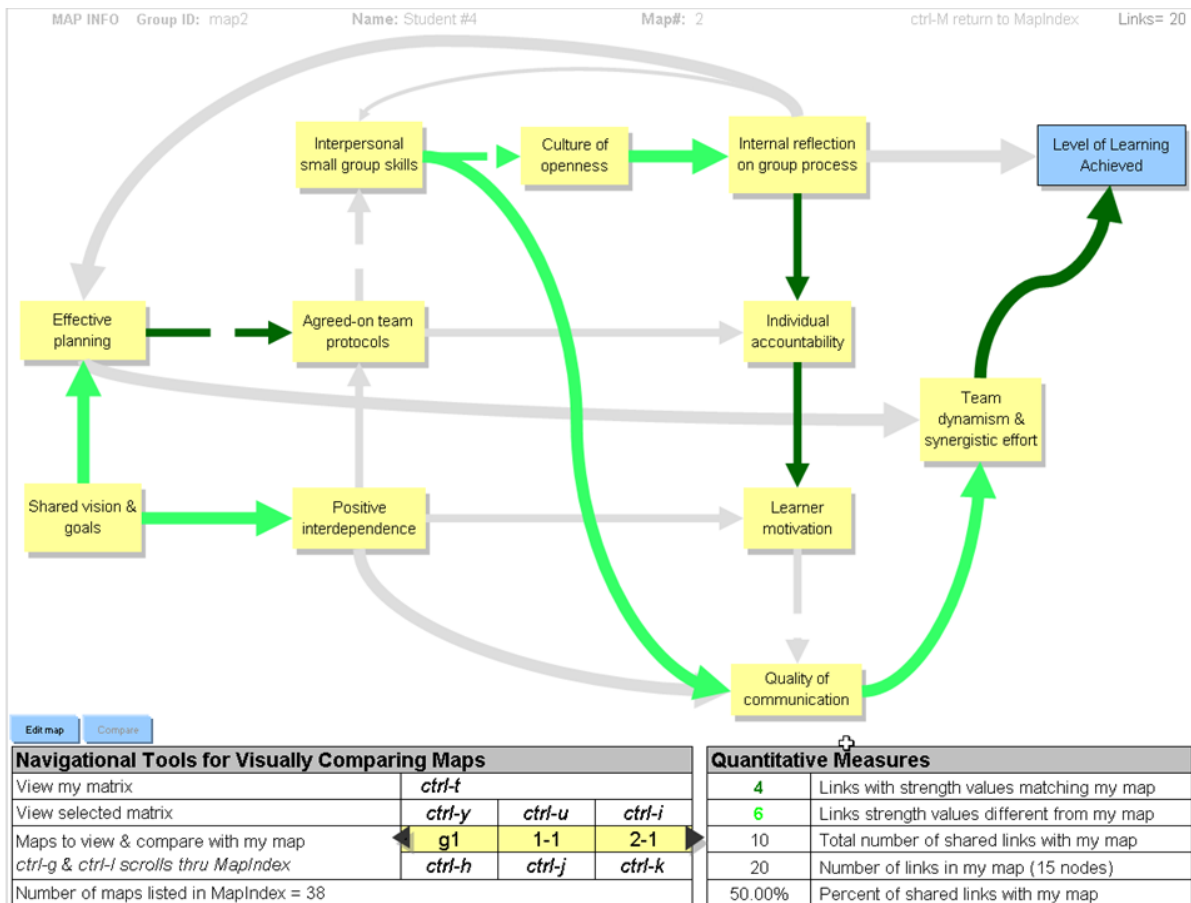 MAP INFO Group ID: map2 Name: Student #4 Map#: 2 ctrl-M return to MapIndex Links= 20
Interpersonal
small group skills
Culture of
openness
Internal reflection
on group process
Level of Learning
Achieved
Effective
planning
Agreed-on team
protocols
Individual
accountability
Team
dynamism &
synergistic effort
Shared vision &
goals
Positive
interdependence
Learner
motivation
Quality of
communication
Edit map
Compare
Navigational Tools for Visually Comparing Maps
View my matrix ctrl-t
View selected matrix ctrl-y ctrl-u ctrl-i
Maps to view & compare with my map g1 1-1 2-1
ctrl-g & ctrl-l scrolls thru MapIndex ctrl-h ctrl-j ctrl-k
Number of maps listed in MapIndex = 38
Quantitative Measures
4 Links with strength values matching my map
6 Links strength values different from my map
10 Total number of shared links with my map
20 Number of links in my map (15 nodes)
50.00% Percent of shared links with my map